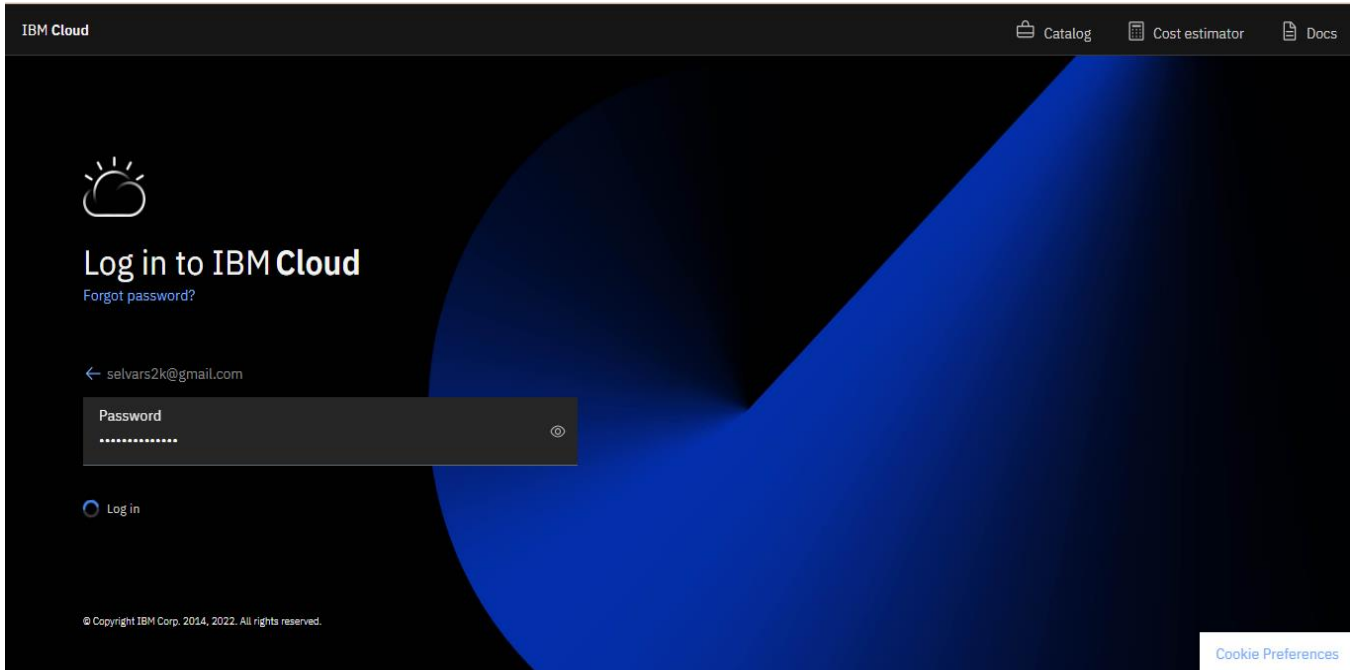 IBM Cloud
Catalog
Cost estimator
Docs
Log in to IBM Cloud
Forgot password?
← selvars2k@gmail.com
Password
••••••••••••••
Log in
© Copyright IBM Corp. 2014, 2022. All rights reserved.
Cookie Preferences